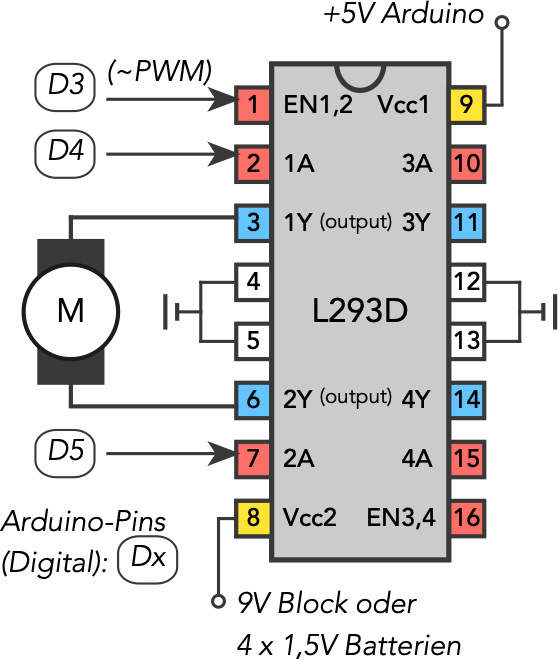 +5V Arduino
D3 (~PWM)
1 EN1,2 Vcc1 9
D4
2 1A 3A 10
3 1Y (output) 3Y 11
4 12
M L293D
5 13
6 2Y (output) 4Y 14
D5
7 2A 4A 15
8 Vcc2 EN3,4 16
Arduino-Pins
(Digital): Dx
9V Block oder
4 x 1,5V Batterien